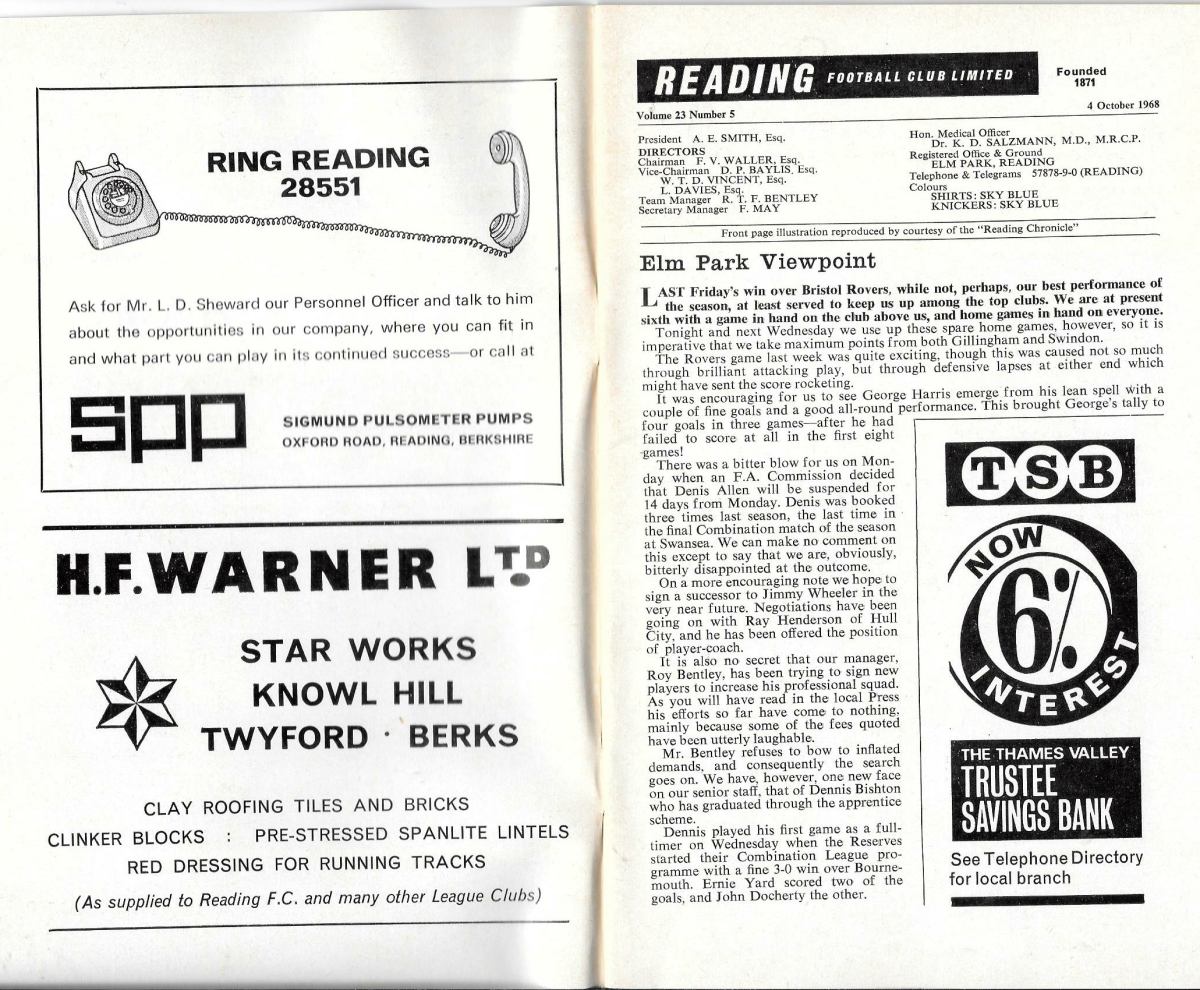 RING READING
28551
Ask for Mr. L. D. Sheward our Personnel Officer and talk to him
about the opportunities in our company, where you can fit in
and what part you can play in its continued success—or call at
spp
SIGMUND PULSOMETER PUMPS
OXFORD ROAD, READING, BERKSHIRE
H.F. WARNER LTD
STAR WORKS
KNOWL HILL
TWYFORD · BERKS
CLAY ROOFING TILES AND BRICKS
CLINKER BLOCKS : PRE-STRESSED SPANLITE LINTELS
RED DRESSING FOR RUNNING TRACKS
(As supplied to Reading F.C. and many other League Clubs)
READING FOOTBALL CLUB LIMITED
Founded
1871
Volume 23 Number 5
4 October 1968
President A. E. SMITH, Esq.
DIRECTORS
Chairman F. V. WALLER, Esq.
Vice-Chairman D. P. BAYLIS, Esq.
W. T. D. VINCENT, Esq.
L. DAVIES, Esq.
Team Manager R. T. F. BENTLEY
Secretary Manager F. MAY
Hon. Medical Officer
Dr. K. D. SALZMANN, M.D., M.R.C.P.
Registered Office & Ground
ELM PARK, READING
Telephone & Telegrams 57878-9-0 (READING)
Colours
SHIRTS: SKY BLUE
KNICKERS: SKY BLUE
Front page illustration reproduced by courtesy of the "Reading Chronicle"
Elm Park Viewpoint
LAST Friday's win over Bristol Rovers, while not, perhaps, our best performance of
the season, at least served to keep us up among the top clubs. We are at present
sixth with a game in hand on the club above us, and home games in hand on everyone.
Tonight and next Wednesday we use up these spare home games, however, so it is
imperative that we take maximum points from both Gillingham and Swindon.
The Rovers game last week was quite exciting, though this was caused not so much
through brilliant attacking play, but through defensive lapses at either end which
might have sent the score rocketing.
It was encouraging for us to see George Harris emerge from his lean spell with a
couple of fine goals and a good all-round performance. This brought George's tally to
four goals in three games—after he had
failed to score at all in the first eight
games!
There was a bitter blow for us on Mon-
day when an F.A. Commission decided
that Denis Allen will be suspended for
14 days from Monday. Denis was booked
three times last season, the last time in
the final Combination match of the season
at Swansea. We can make no comment on
this except to say that we are, obviously,
bitterly disappointed at the outcome.
On a more encouraging note we hope to
sign a successor to Jimmy Wheeler in the
very near future. Negotiations have been
going on with Ray Henderson of Hull
City, and he has been offered the position
of player-coach.
It is also no secret that our manager,
Roy Bentley, has been trying to sign new
players to increase his professional squad.
As you will have read in the local Press
his efforts so far have come to nothing,
mainly because some of the fees quoted
have been utterly laughable.
Mr. Bentley refuses to bow to inflated
demands, and consequently the search
goes on. We have, however, one new face
on our senior staff, that of Dennis Bishton
who has graduated through the apprentice
scheme.
Dennis played his first game as a full-
timer on Wednesday when the Reserves
started their Combination League pro-
gramme with a fine 3-0 win over Bourne-
mouth. Ernie Yard scored two of the
goals, and John Docherty the other.
TSB
NOW
6%
INTEREST
THE THAMES VALLEY
TRUSTEE
SAVINGS BANK
See Telephone Directory
for local branch